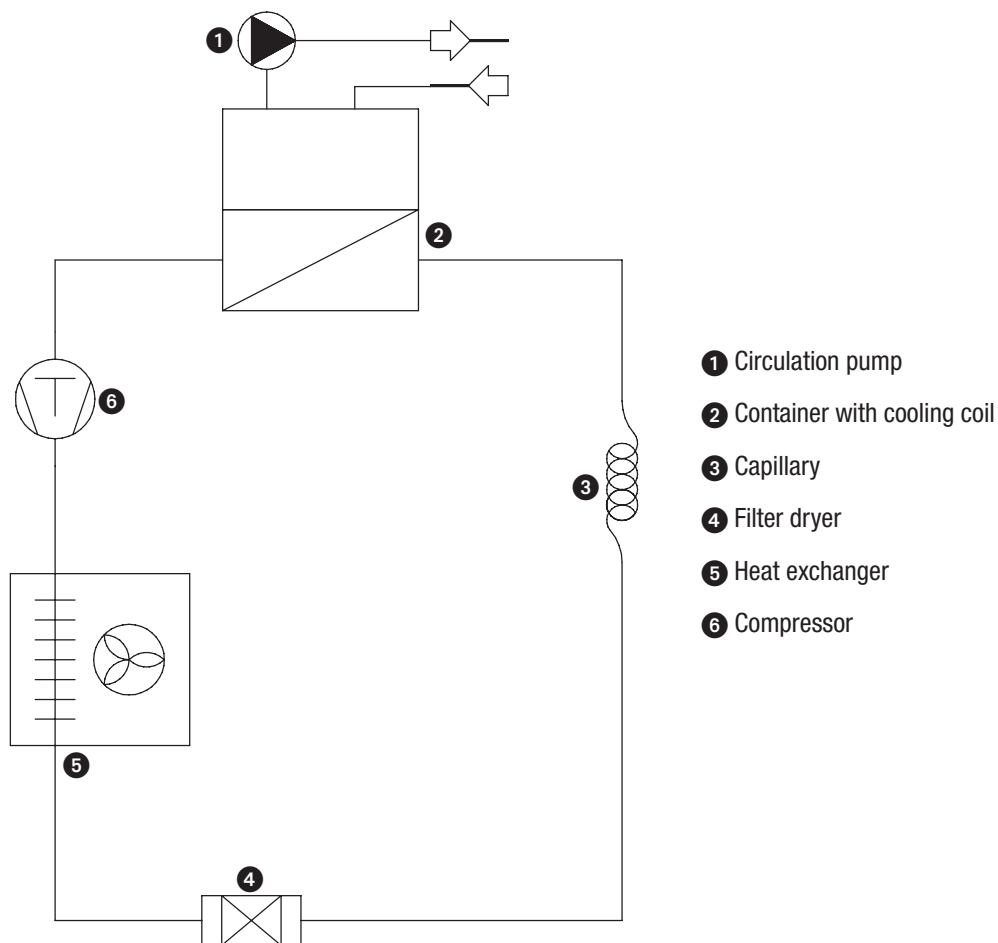 1
2
6
3
5
4
1 Circulation pump
2 Container with cooling coil
3 Capillary
4 Filter dryer
5 Heat exchanger
6 Compressor